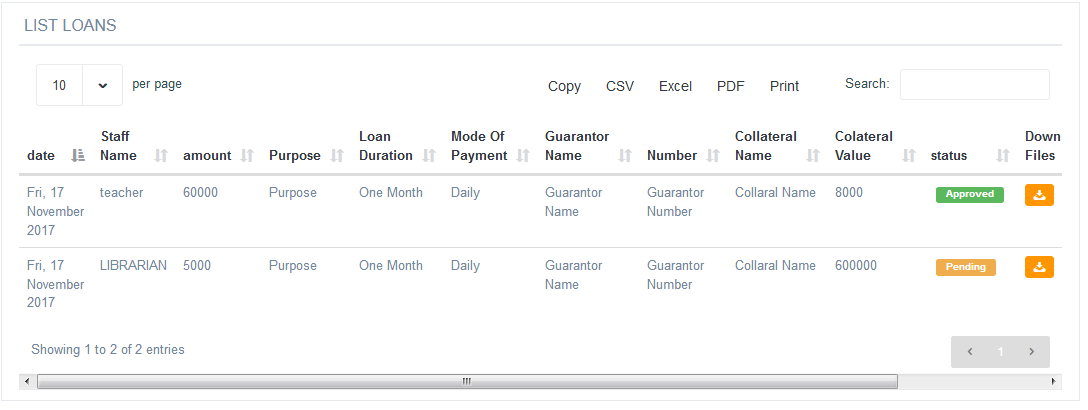 LIST LOANS
10 per page Copy CSV Excel PDF Print Search:
Staff Loan Mode Of Guarantor Collateral Colateral Down
date Name amount Purpose Duration Payment Name Number Name Value status Files
Fri, 17 teacher 60000 Purpose One Month Daily Guarantor Guarantor Collaral Name 8000 Approved
November Name Number
2017
Fri, 17 LIBRARIAN 5000 Purpose One Month Daily Guarantor Guarantor Collaral Name 600000 Pending
November Name Number
2017
Showing 1 to 2 of 2 entries 1